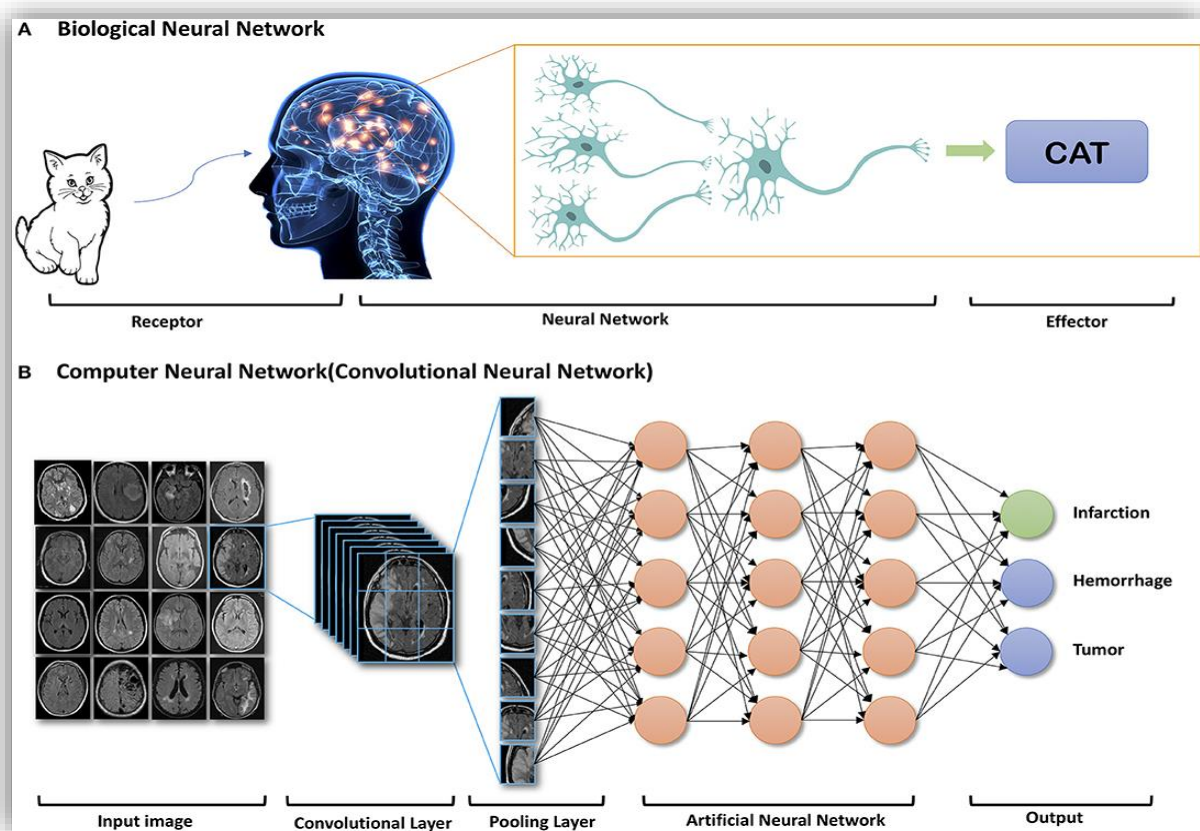 A Biological Neural Network
CAT
Receptor
Neural Network
Effector
B Computer Neural Network(Convolutional Neural Network)
Infarction
Hemorrhage
Tumor
Input image
Convolutional Layer
Pooling Layer
Artificial Neural Network
Output